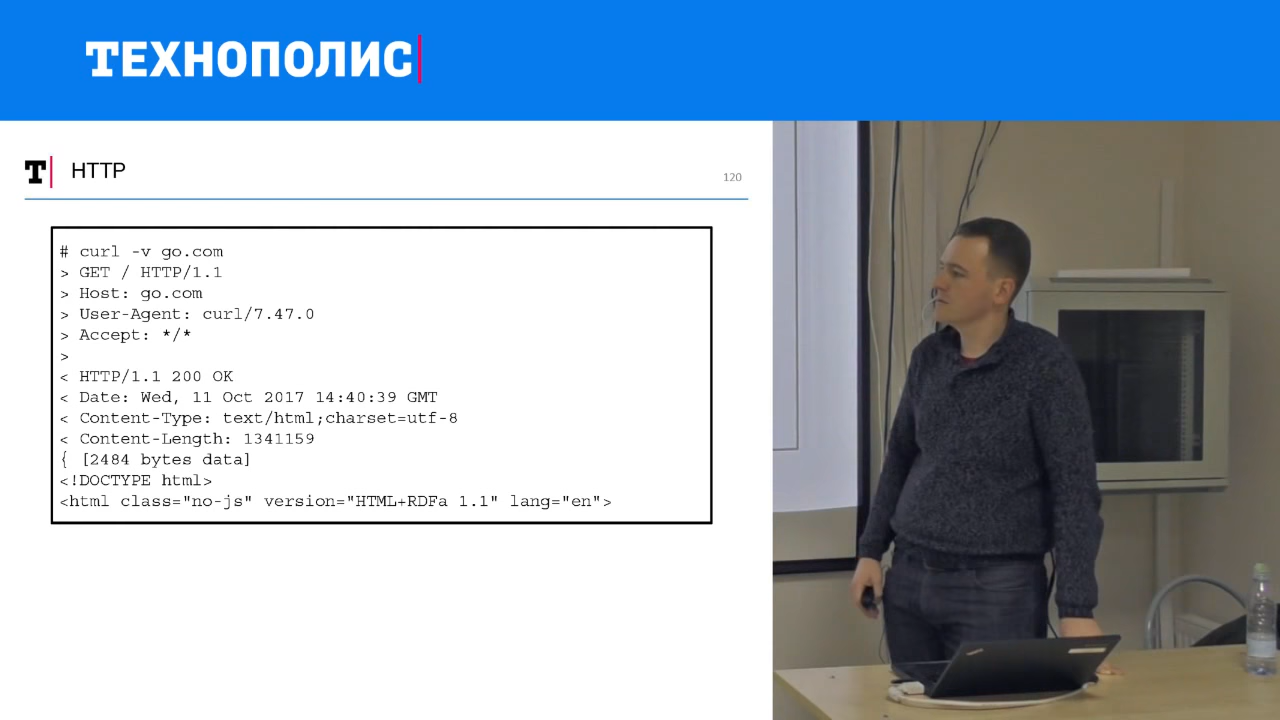 ТЕХНОПОЛИС
Т HTTP
120
# curl -v go.com
> GET / HTTP/1.1
> Host: go.com
> User-Agent: curl/7.47.0
> Accept: */*
>
< HTTP/1.1 200 OK
< Date: Wed, 11 Oct 2017 14:40:39 GMT
< Content-Type: text/html;charset=utf-8
< Content-Length: 1341159
{ [2484 bytes data]
<!DOCTYPE html>
<html class="no-js" version="HTML+RDFa 1.1" lang="en">